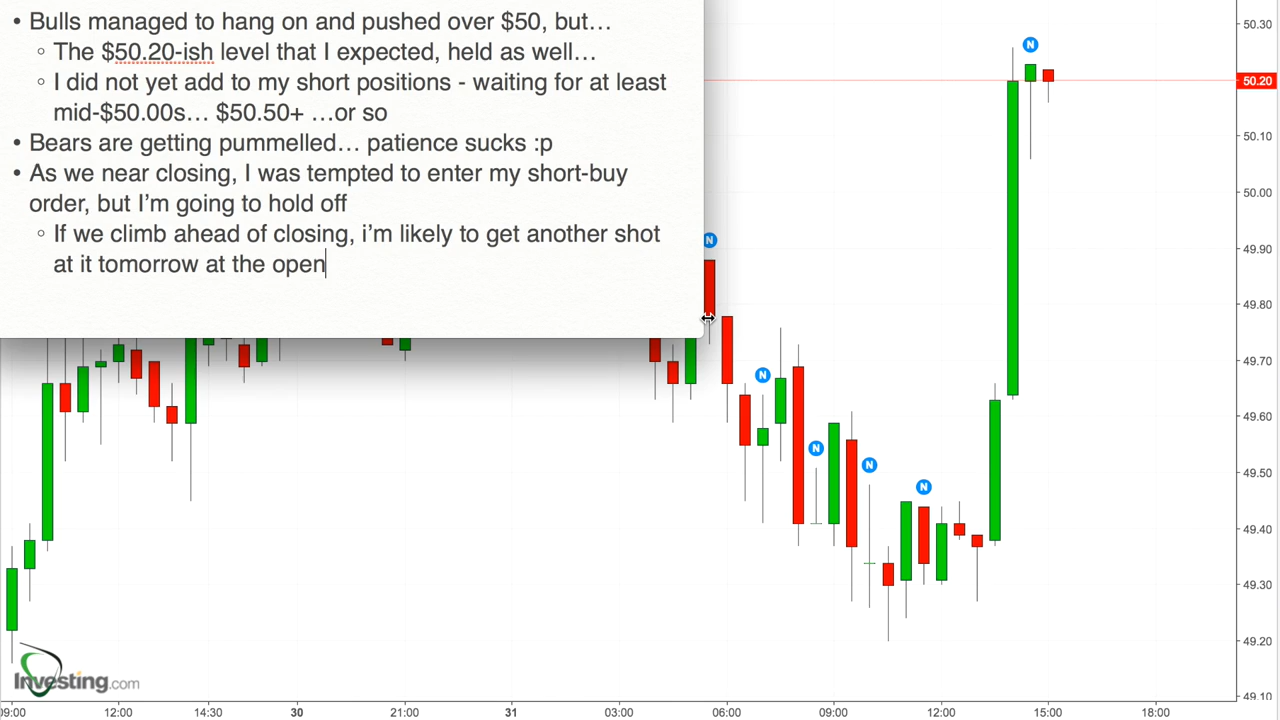 • Bulls managed to hang on and pushed over $50, but…
◦ The $50.20-ish level that I expected, held as well…
◦ I did not yet add to my short positions - waiting for at least
mid-$50.00s… $50.50+ …or so
• Bears are getting pummelled… patience sucks :p
• As we near closing, I was tempted to enter my short-buy
order, but I’m going to hold off
◦ If we climb ahead of closing, i’m likely to get another shot
at it tomorrow at the open
50.30
50.20
50.10
50.00
49.90
49.80
49.70
49.60
49.50
49.40
49.30
49.20
49.10
N
N
N
N
N
N
Investing.com
09:00 12:00 14:30 30 21:00 31 03:00 06:00 09:00 12:00 15:00 18:00